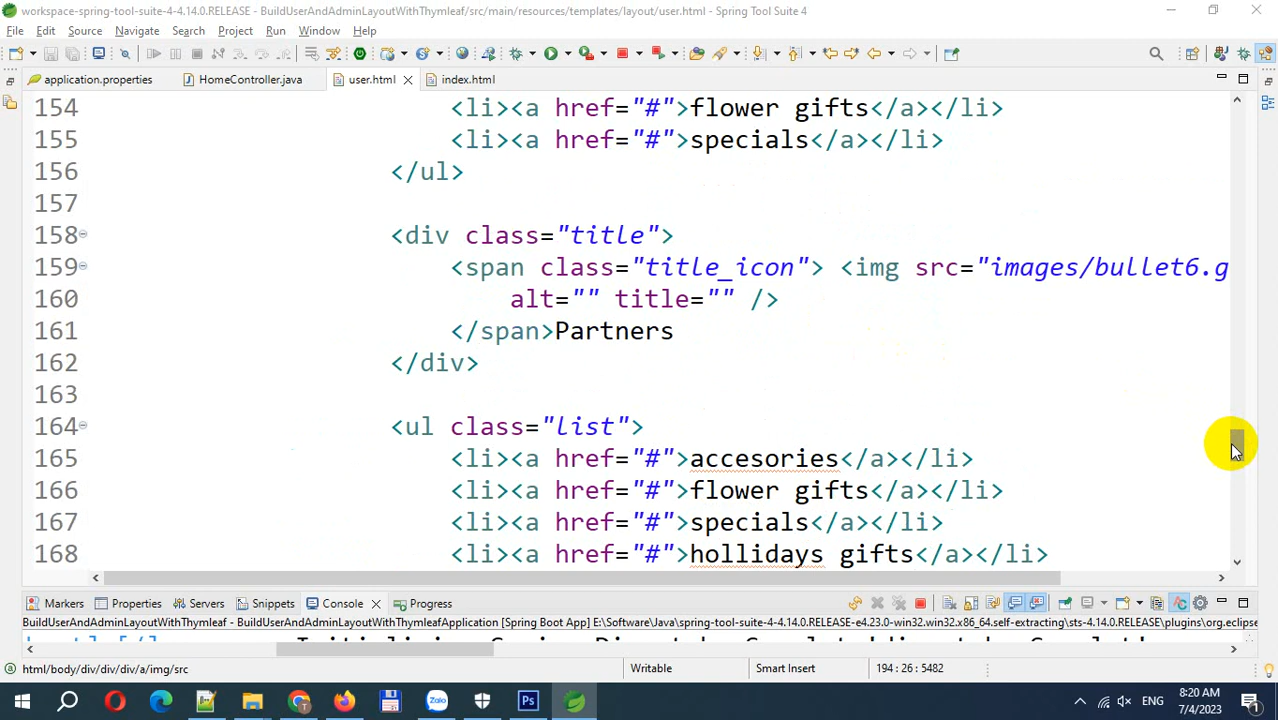 workspace-spring-tool-suite-4-4.14.0.RELEASE - BuildUserAndAdminLayoutWithThymleaf/src/main/resources/templates/layout/user.html - Spring Tool Suite 4
File Edit Source Navigate Search Project Run Window Help
application.properties HomeController.java user.html index.html
154 <li><a href="#">flower gifts</a></li>
155 <li><a href="#">specials</a></li>
156 </ul>
157
158 <div class="title">
159 <span class="title_icon"> <img src="images/bullet6.g
160 alt="" title="" />
161 </span>Partners
162 </div>
163
164 <ul class="list">
165 <li><a href="#">accesories</a></li>
166 <li><a href="#">flower gifts</a></li>
167 <li><a href="#">specials</a></li>
168 <li><a href="#">hollidays gifts</a></li>
Markers Properties Servers Snippets Console Progress
BuildUserAndAdminLayoutWithThymleaf - BuildUserAndAdminLayoutWithThymleafApplication [Spring Boot App] E:\Software\Java\spring-tool-suite-4-4.14.0.RELEASE-e4.23.0-win32.win32.x86_64.self-extracting\sts-4.14.0.RELEASE\plugins\org.eclipse
html/body/div/div/div/a/img/src Writable Smart Insert 194 : 26 : 5482
Zalo Ps ENG 8:20 AM
7/4/2023